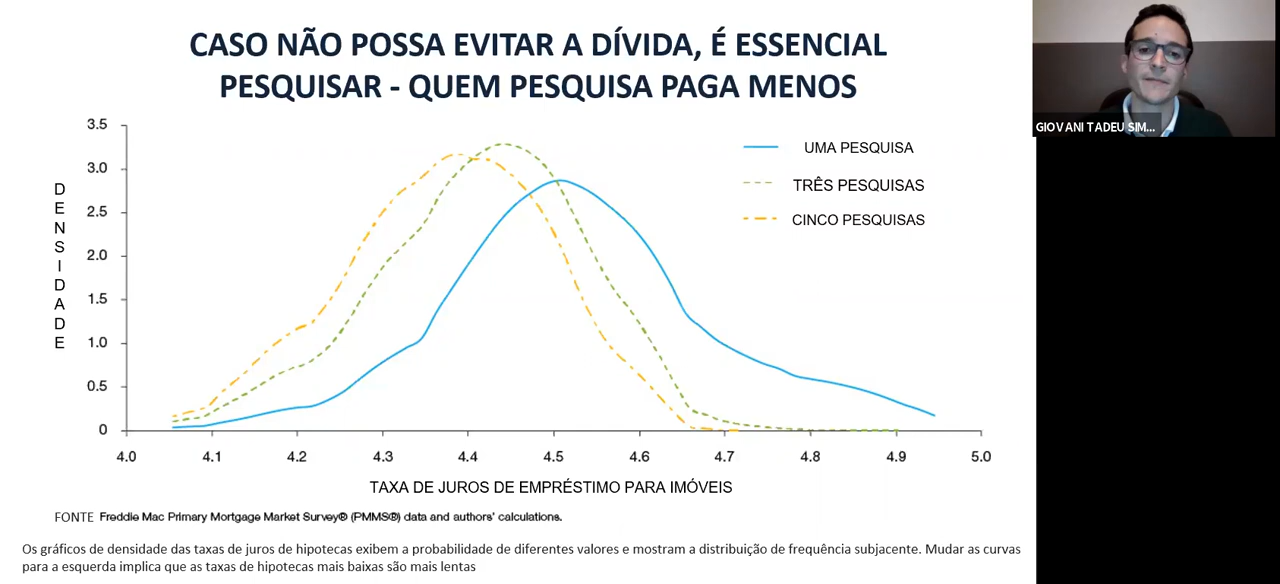 CASO NÃO POSSA EVITAR A DÍVIDA, É ESSENCIAL
PESQUISAR - QUEM PESQUISA PAGA MENOS
GIOVANI TADEU SIM...
3.5
3.0
2.5
2.0
1.5
1.0
0.5
0
DENSIDADE
UMA PESQUISA
TRÊS PESQUISAS
CINCO PESQUISAS
4.0 4.1 4.2 4.3 4.4 4.5 4.6 4.7 4.8 4.9 5.0
TAXA DE JUROS DE EMPRÉSTIMO PARA IMÓVEIS
FONTE Freddie Mac Primary Mortgage Market Survey® (PMMS®) data and authors' calculations.
Os gráficos de densidade das taxas de juros de hipotecas exibem a probabilidade de diferentes valores e mostram a distribuição de frequência subjacente. Mudar as curvas
para a esquerda implica que as taxas de hipotecas mais baixas são mais lentas